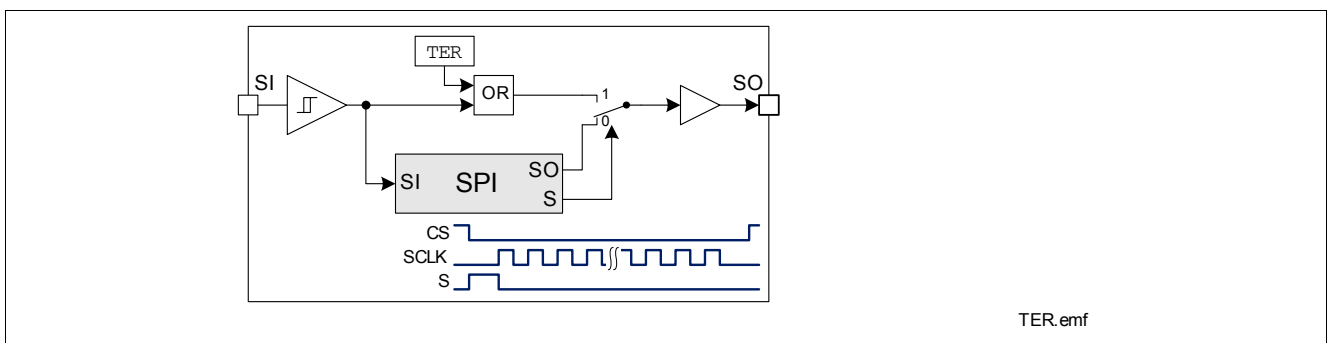 TER
SI
SO
OR
1
0
SI SPI SO
S
CS
SCLK
S
TER.emf